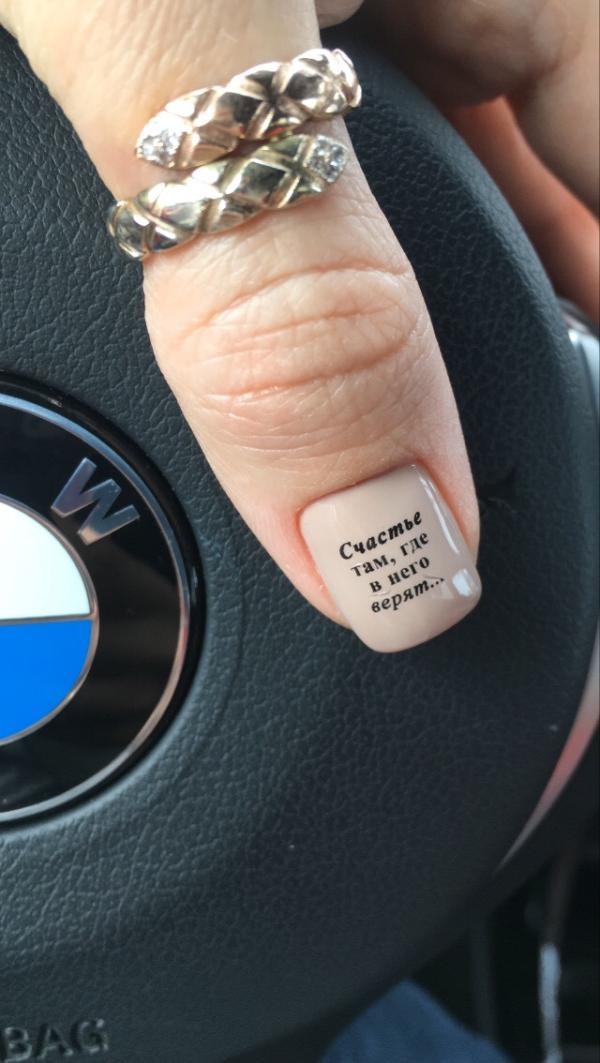 W
Счастье
там, где
в него
верят...
BAG